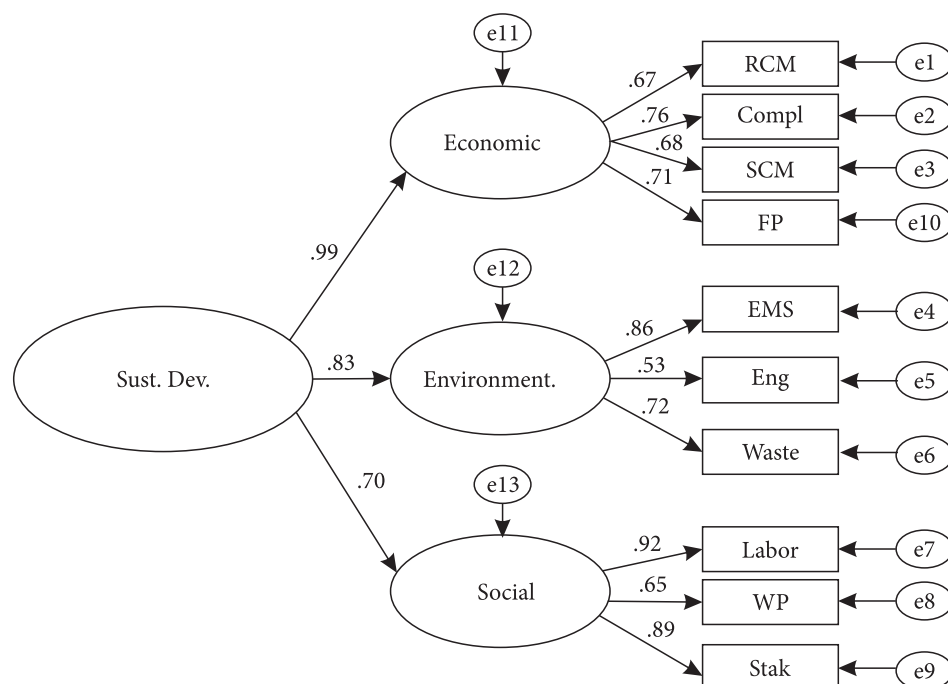 e11
RCM
e1
.67
Compl
e2
.76
Economic
.68
SCM
e3
.71
FP
e10
.99
e12
EMS
e4
.86
Sust. Dev.
.83
Environment.
.53
Eng
e5
.72
Waste
e6
.70
e13
Labor
e7
.92
Social
.65
WP
e8
.89
Stak
e9